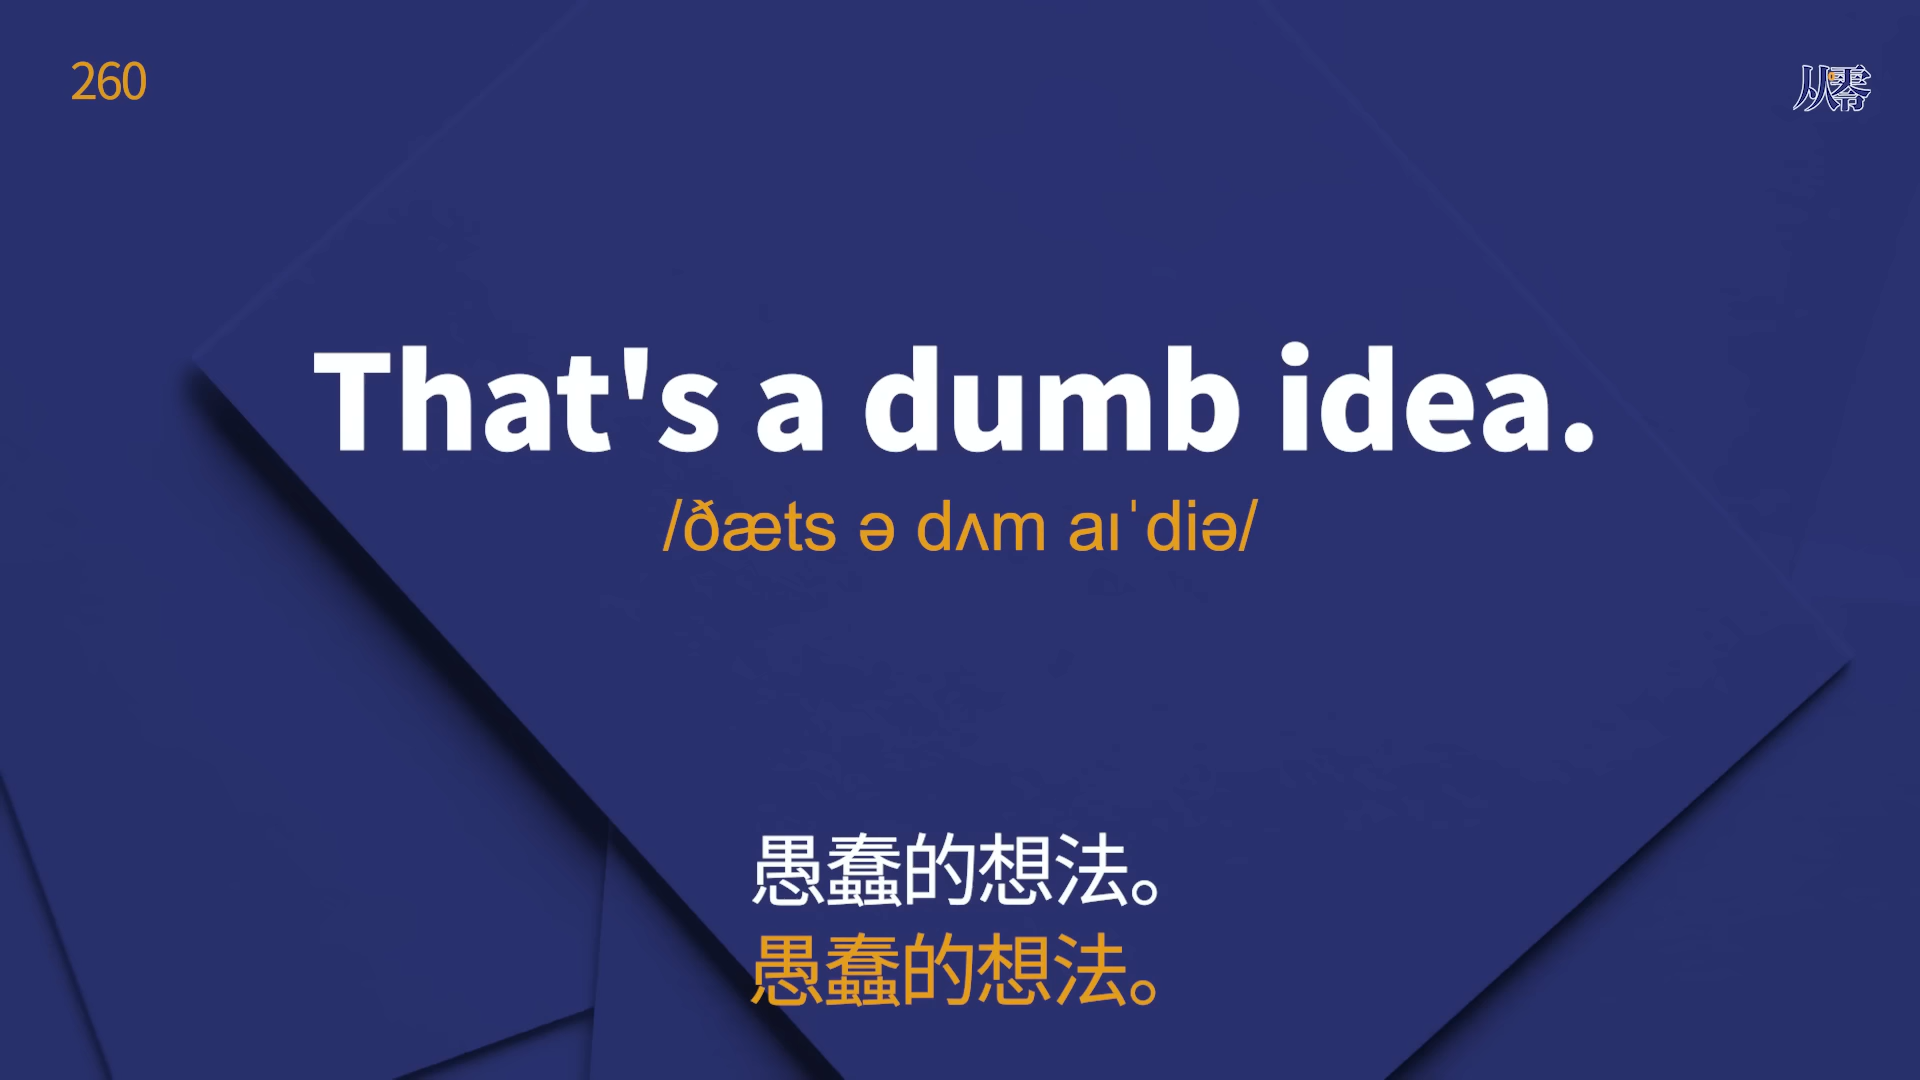 260
从零
That's a dumb idea.
/ðæts ə dʌm aɪˈdiə/
愚蠢的想法。
愚蠢的想法。